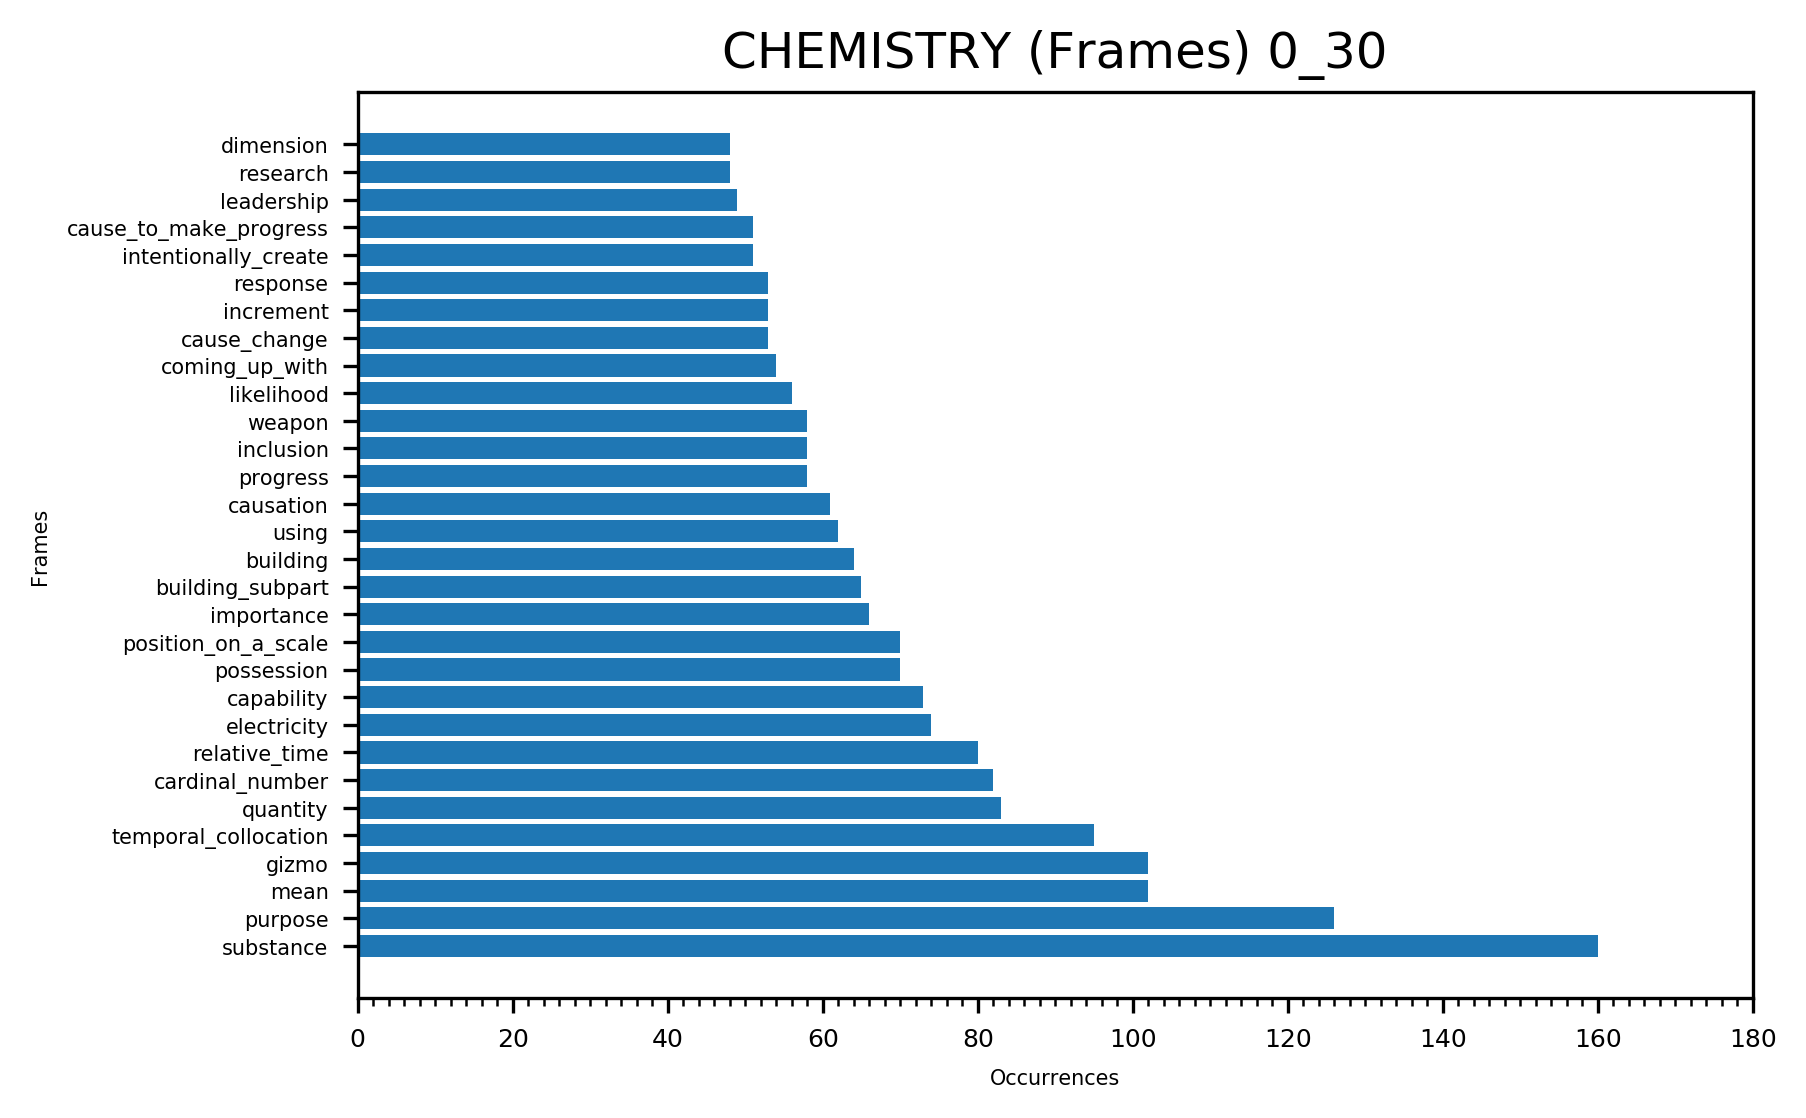 CHEMISTRY (Frames) 0_30
dimension
research
leadership
cause_to_make_progress
intentionally_create
response
increment
cause_change
coming_up_with
likelihood
weapon
inclusion
progress
causation
using
building
building_subpart
importance
position_on_a_scale
possession
capability
electricity
relative_time
cardinal_number
quantity
temporal_collocation
gizmo
mean
purpose
substance
Frames
0 20 40 60 80 100 120 140 160 180
Occurrences